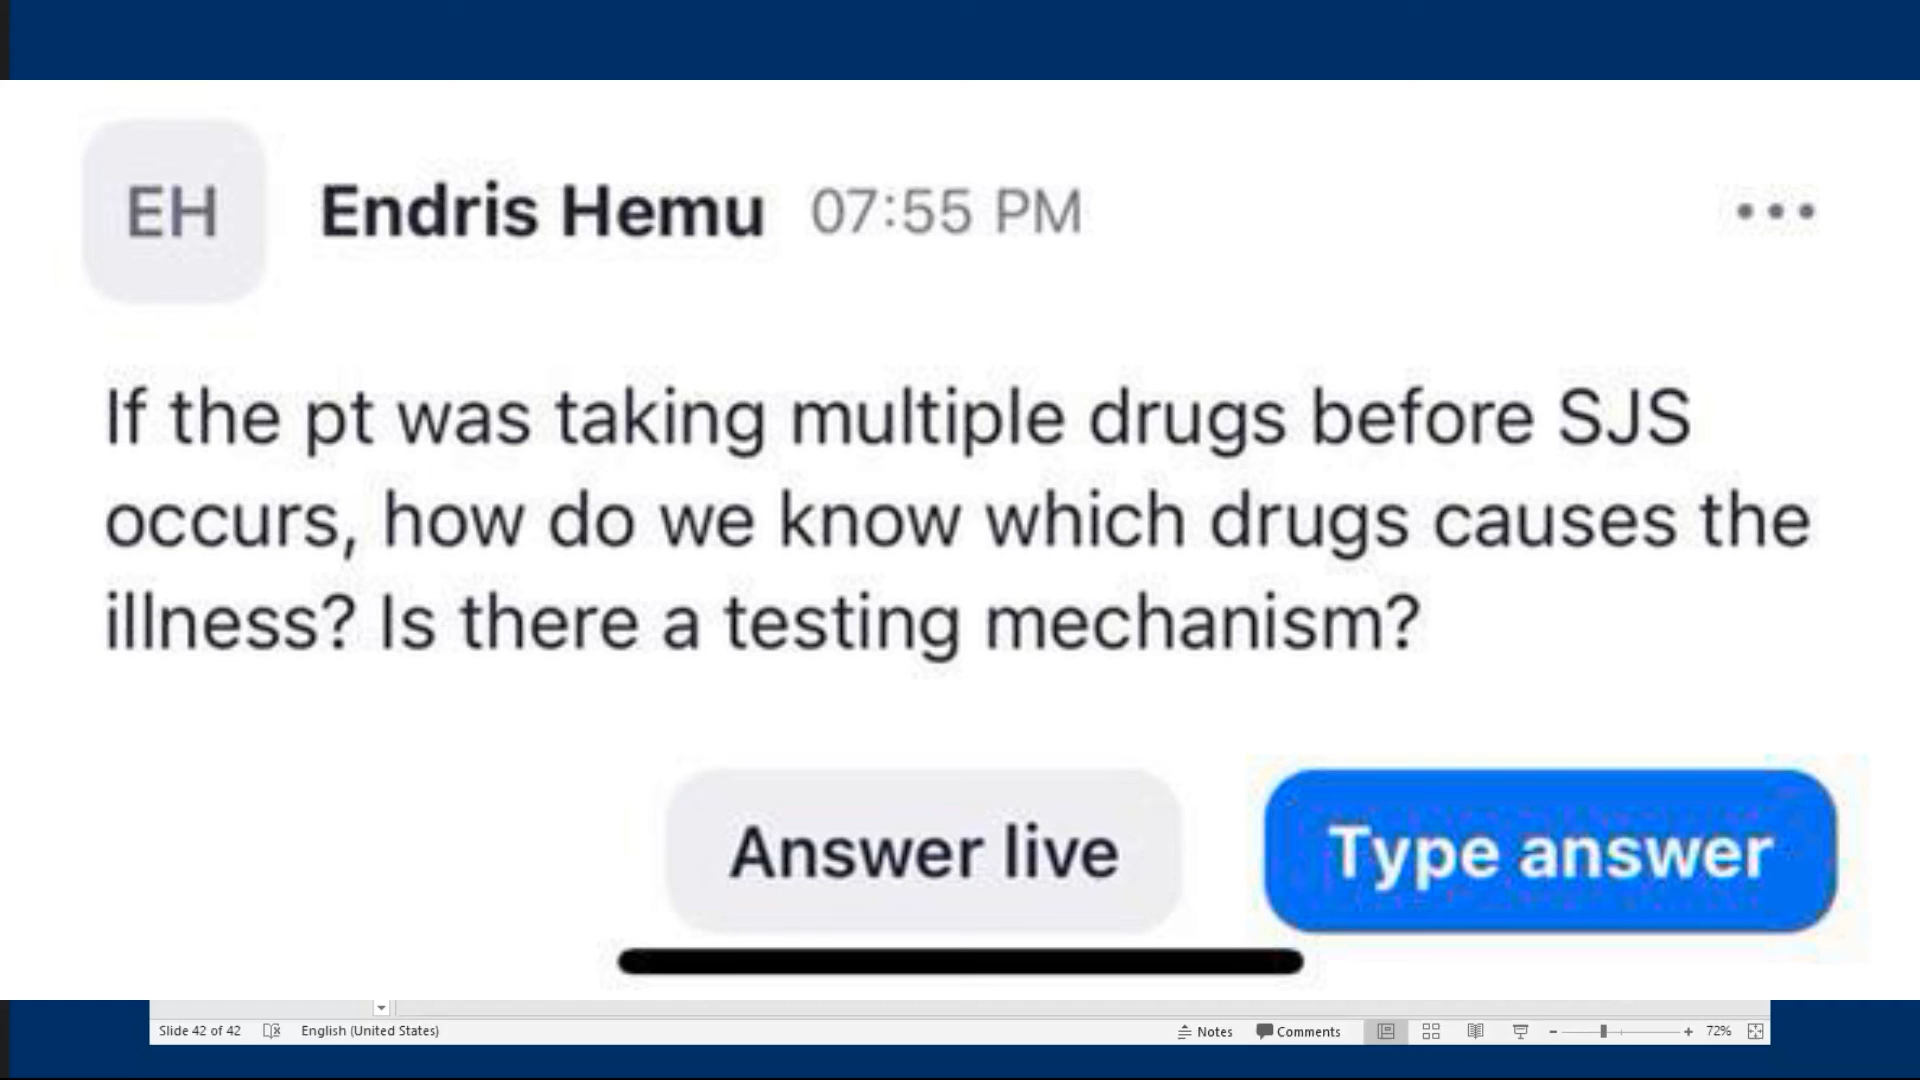 EH Endris Hemu 07:55 PM
If the pt was taking multiple drugs before SJS
occurs, how do we know which drugs causes the
illness? Is there a testing mechanism?
Answer live Type answer
Slide 42 of 42 English (United States) Notes Comments 72%